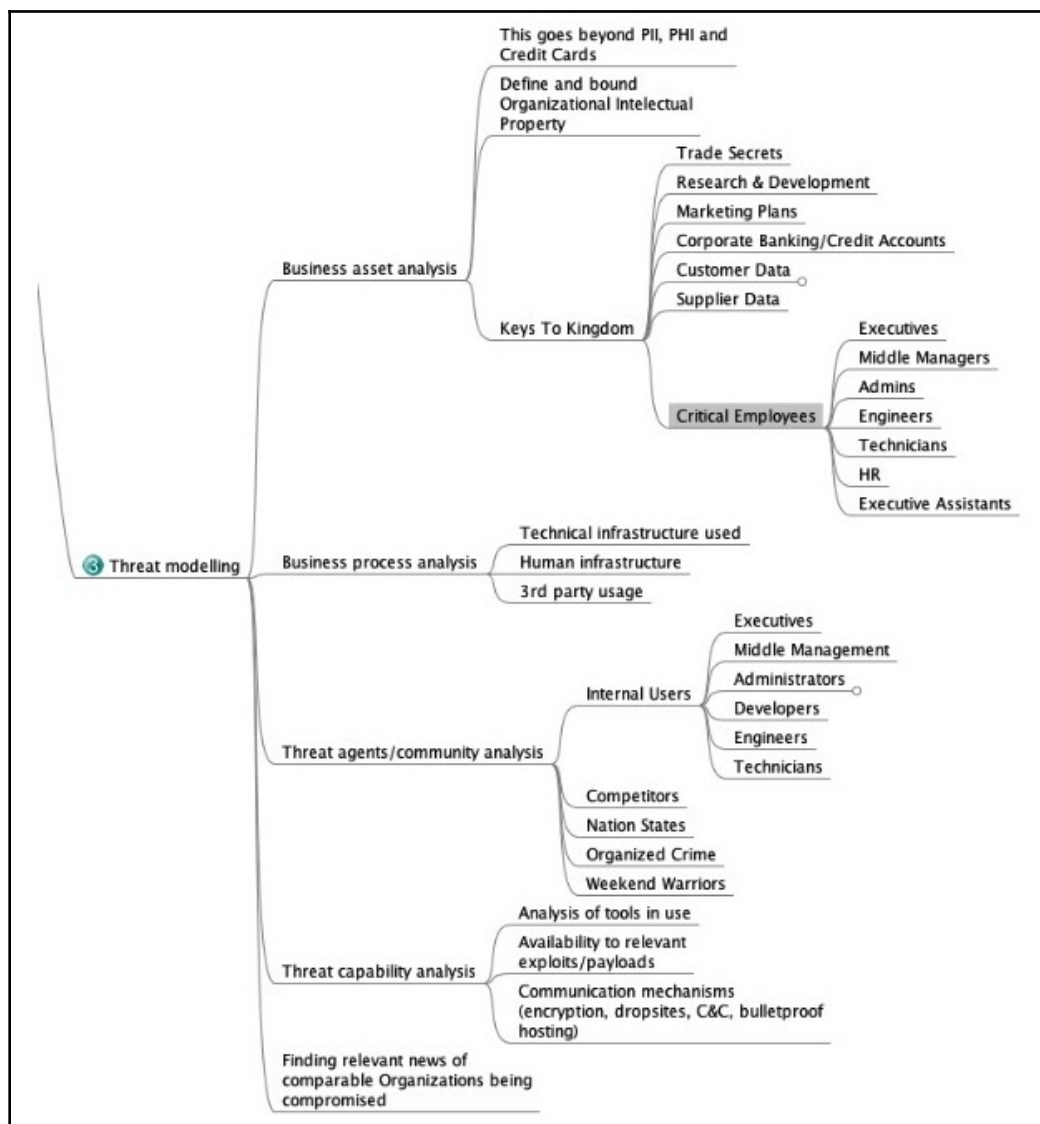 This goes beyond PII, PHI and
Credit Cards
Define and bound
Organizational Intelectual
Property
Trade Secrets
Research & Development
Marketing Plans
Corporate Banking/Credit Accounts
Business asset analysis
Customer Data
Supplier Data
Keys To Kingdom
Executives
Middle Managers
Admins
Critical Employees
Engineers
Technicians
HR
Executive Assistants
Technical infrastructure used
3 Threat modelling
Business process analysis
Human infrastructure
3rd party usage
Executives
Middle Management
Administrators
Internal Users
Developers
Engineers
Technicians
Threat agents/community analysis
Competitors
Nation States
Organized Crime
Weekend Warriors
Analysis of tools in use
Availability to relevant
exploits/payloads
Threat capability analysis
Communication mechanisms
(encryption, dropsites, C&C, bulletproof
hosting)
Finding relevant news of
comparable Organizations being
compromised